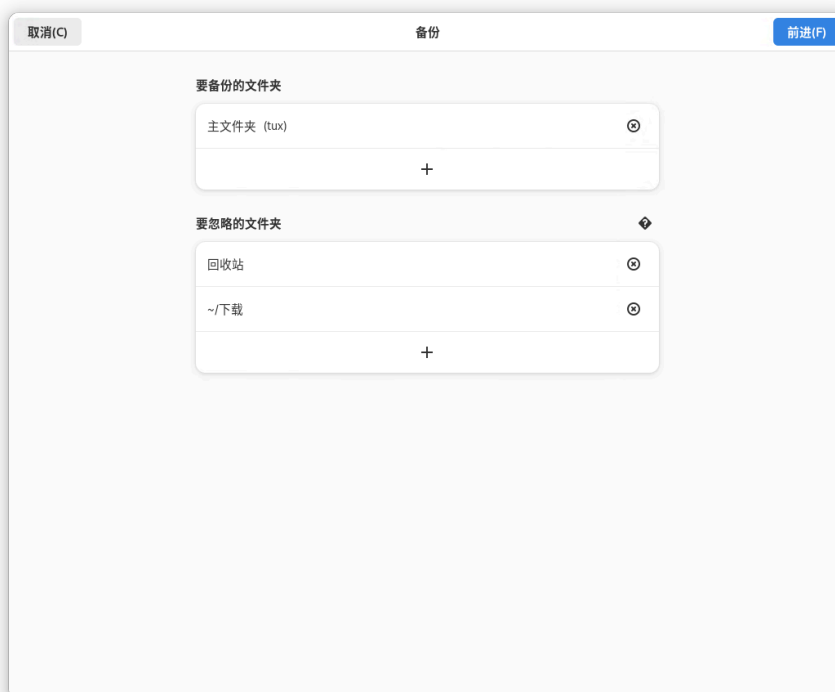 取消(C)
备份
前进(F)
要备份的文件夹
主文件夹 (tux)
要忽略的文件夹
回收站
~/下载